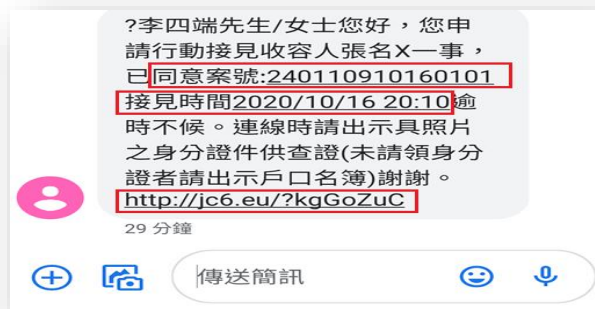 ?李四端先生/女士您好，您申
請行動接見收容人張名X一事，
已同意案號:240110910160101
接見時間2020/10/16 20:10逾
時不候。連線時請出示具照片
之身分證件供查證(未請領身分
證者請出示戶口名簿)謝謝。
http://jc6.eu/?kgGoZuC
29 分鐘
傳送簡訊